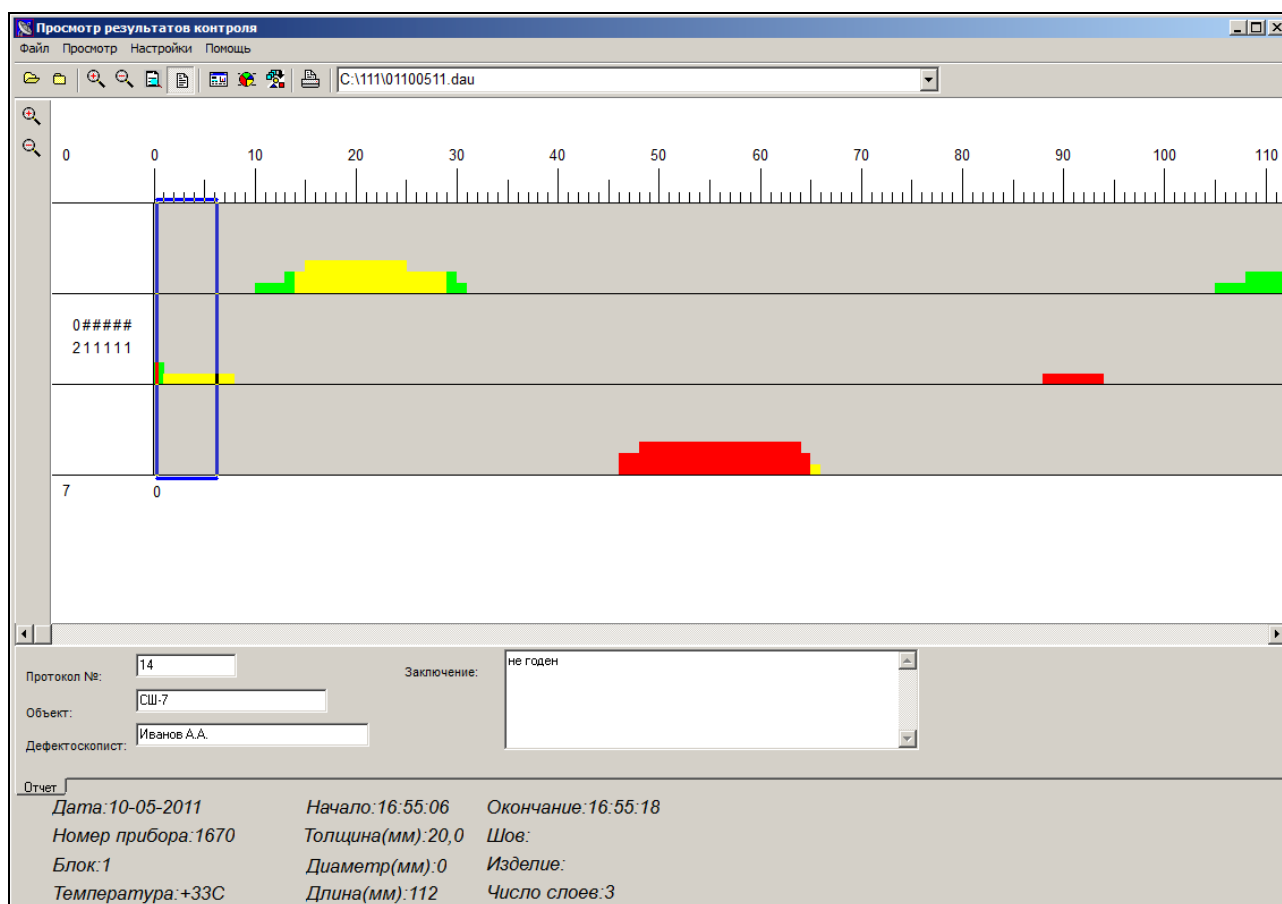 Просмотр результатов контроля
Файл Просмотр Настройки Помощь
C:\111\01100511.dau
0 0 10 20 30 40 50 60 70 80 90 100 110
0#####
211111
7 0
Протокол №: 14 Заключение: не годен
Объект: СШ-7
Дефектоскопист: Иванов А.А.
Отчет
Дата:10-05-2011 Начало:16:55:06 Окончание:16:55:18
Номер прибора:1670 Толщина(мм):20,0 Шов:
Блок:1 Диаметр(мм):0 Изделие:
Температура:+33С Длина(мм):112 Число слоев:3